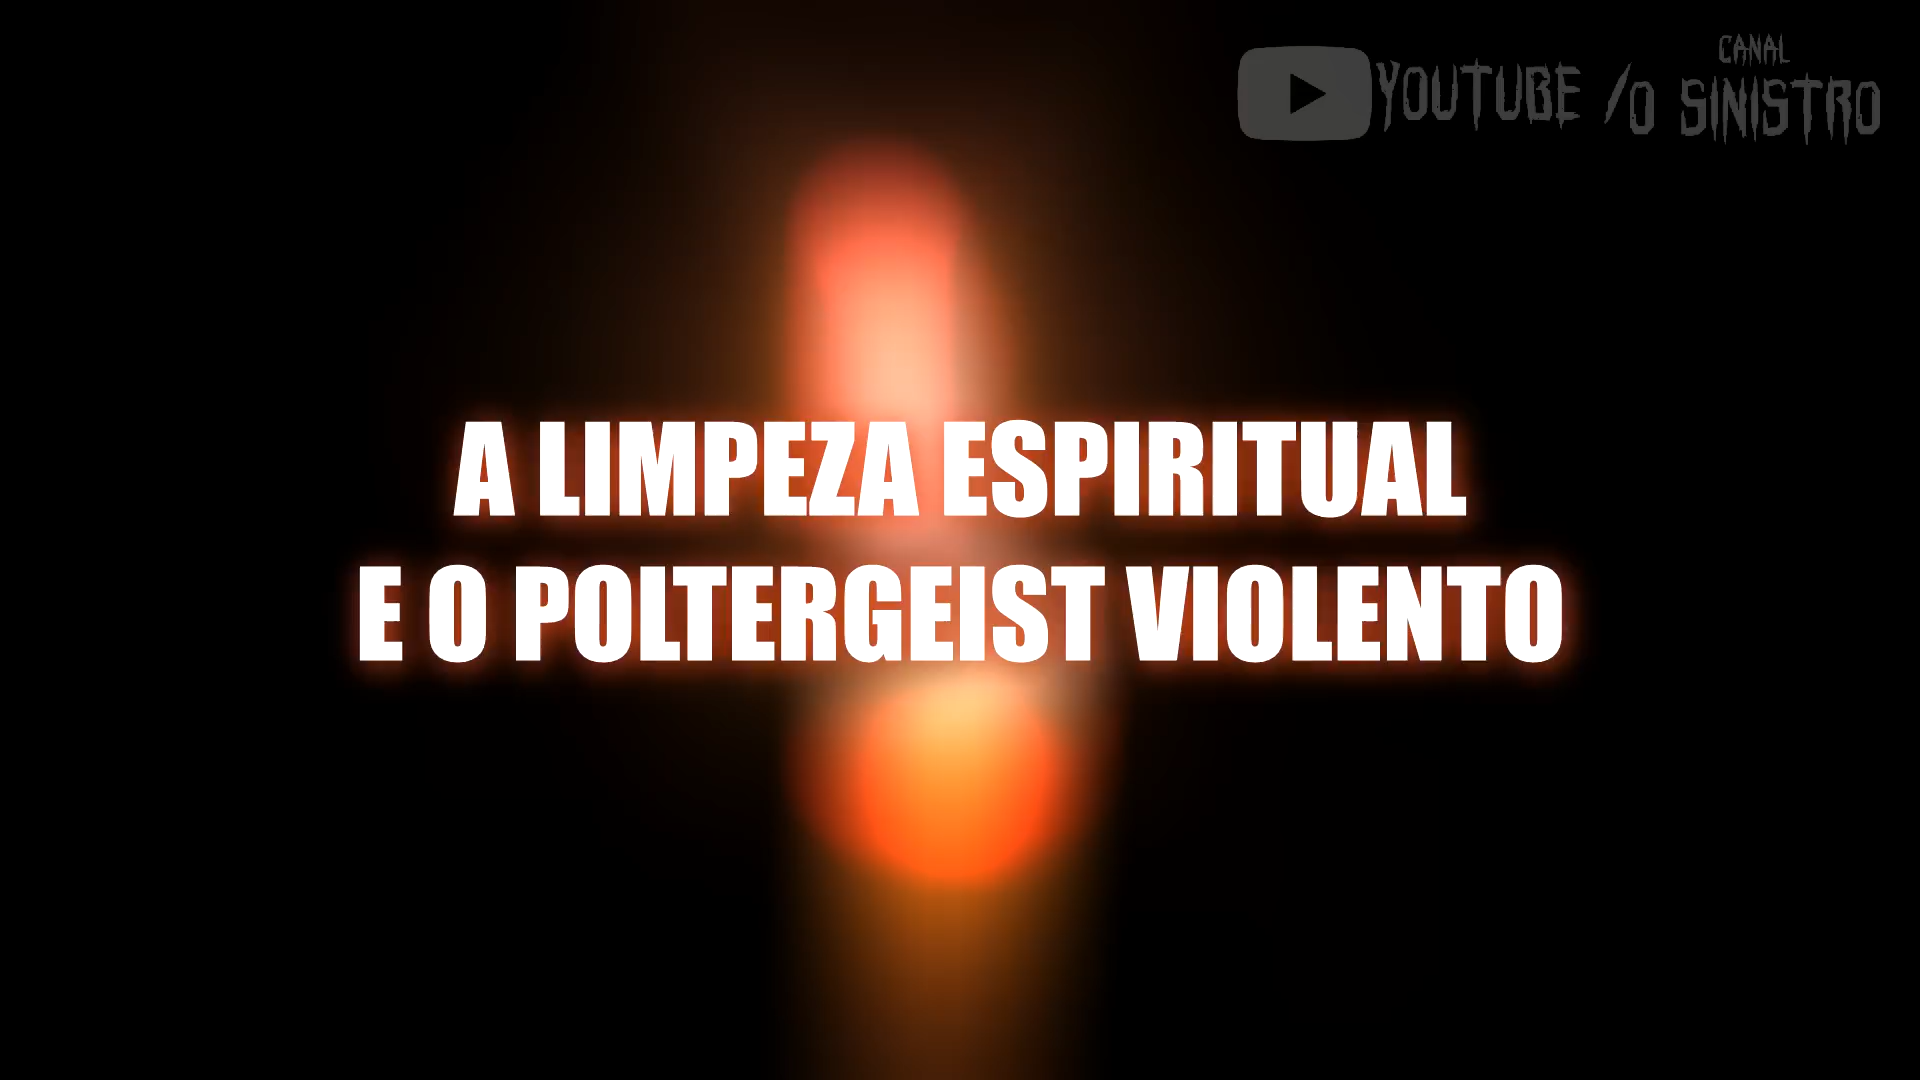 CANAL
YOUTUBE /O SINISTRO
A LIMPEZA ESPIRITUAL
E O POLTERGEIST VIOLENTO